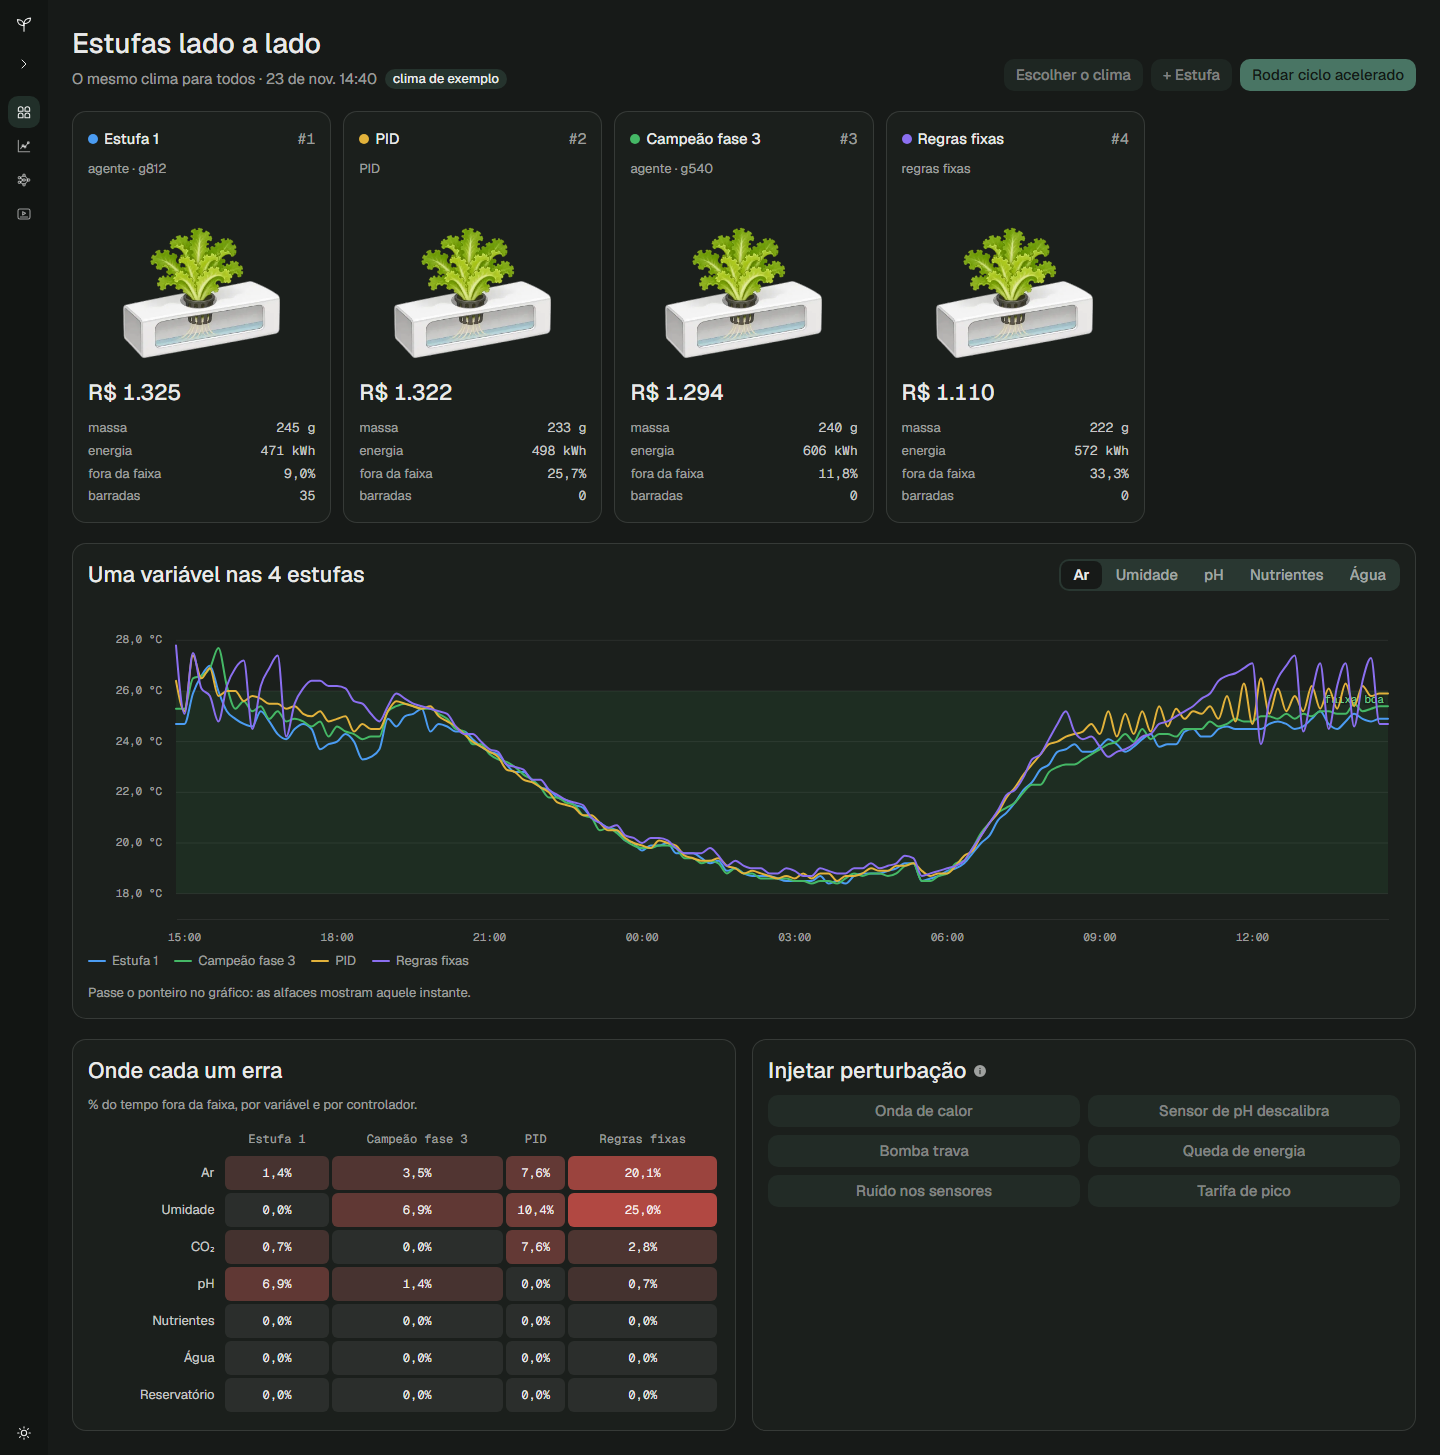 Estufas lado a lado
O mesmo clima para todos · 23 de nov. 14:40 clima de exemplo
Escolher o clima + Estufa Rodar ciclo acelerado
Estufa 1 #1
agente · g812
R$ 1.325
massa 245 g
energia 471 kWh
fora da faixa 9,0%
barradas 35
PID #2
PID
R$ 1.322
massa 233 g
energia 498 kWh
fora da faixa 25,7%
barradas 0
Campeão fase 3 #3
agente · g540
R$ 1.294
massa 240 g
energia 606 kWh
fora da faixa 11,8%
barradas 0
Regras fixas #4
regras fixas
R$ 1.110
massa 222 g
energia 572 kWh
fora da faixa 33,3%
barradas 0
Uma variável nas 4 estufas
Ar Umidade pH Nutrientes Água
28,0 °C
26,0 °C
faixa boa
24,0 °C
22,0 °C
20,0 °C
18,0 °C
15:00 18:00 21:00 00:00 03:00 06:00 09:00 12:00
Estufa 1 Campeão fase 3 PID Regras fixas
Passe o ponteiro no gráfico: as alfaces mostram aquele instante.
Onde cada um erra
% do tempo fora da faixa, por variável e por controlador.
Estufa 1 Campeão fase 3 PID Regras fixas
Ar 1,4% 3,5% 7,6% 20,1%
Umidade 0,0% 6,9% 10,4% 25,0%
CO₂ 0,7% 0,0% 7,6% 2,8%
pH 6,9% 1,4% 0,0% 0,7%
Nutrientes 0,0% 0,0% 0,0% 0,0%
Água 0,0% 0,0% 0,0% 0,0%
Reservatório 0,0% 0,0% 0,0% 0,0%
Injetar perturbação
Onda de calor Sensor de pH descalibra
Bomba trava Queda de energia
Ruído nos sensores Tarifa de pico